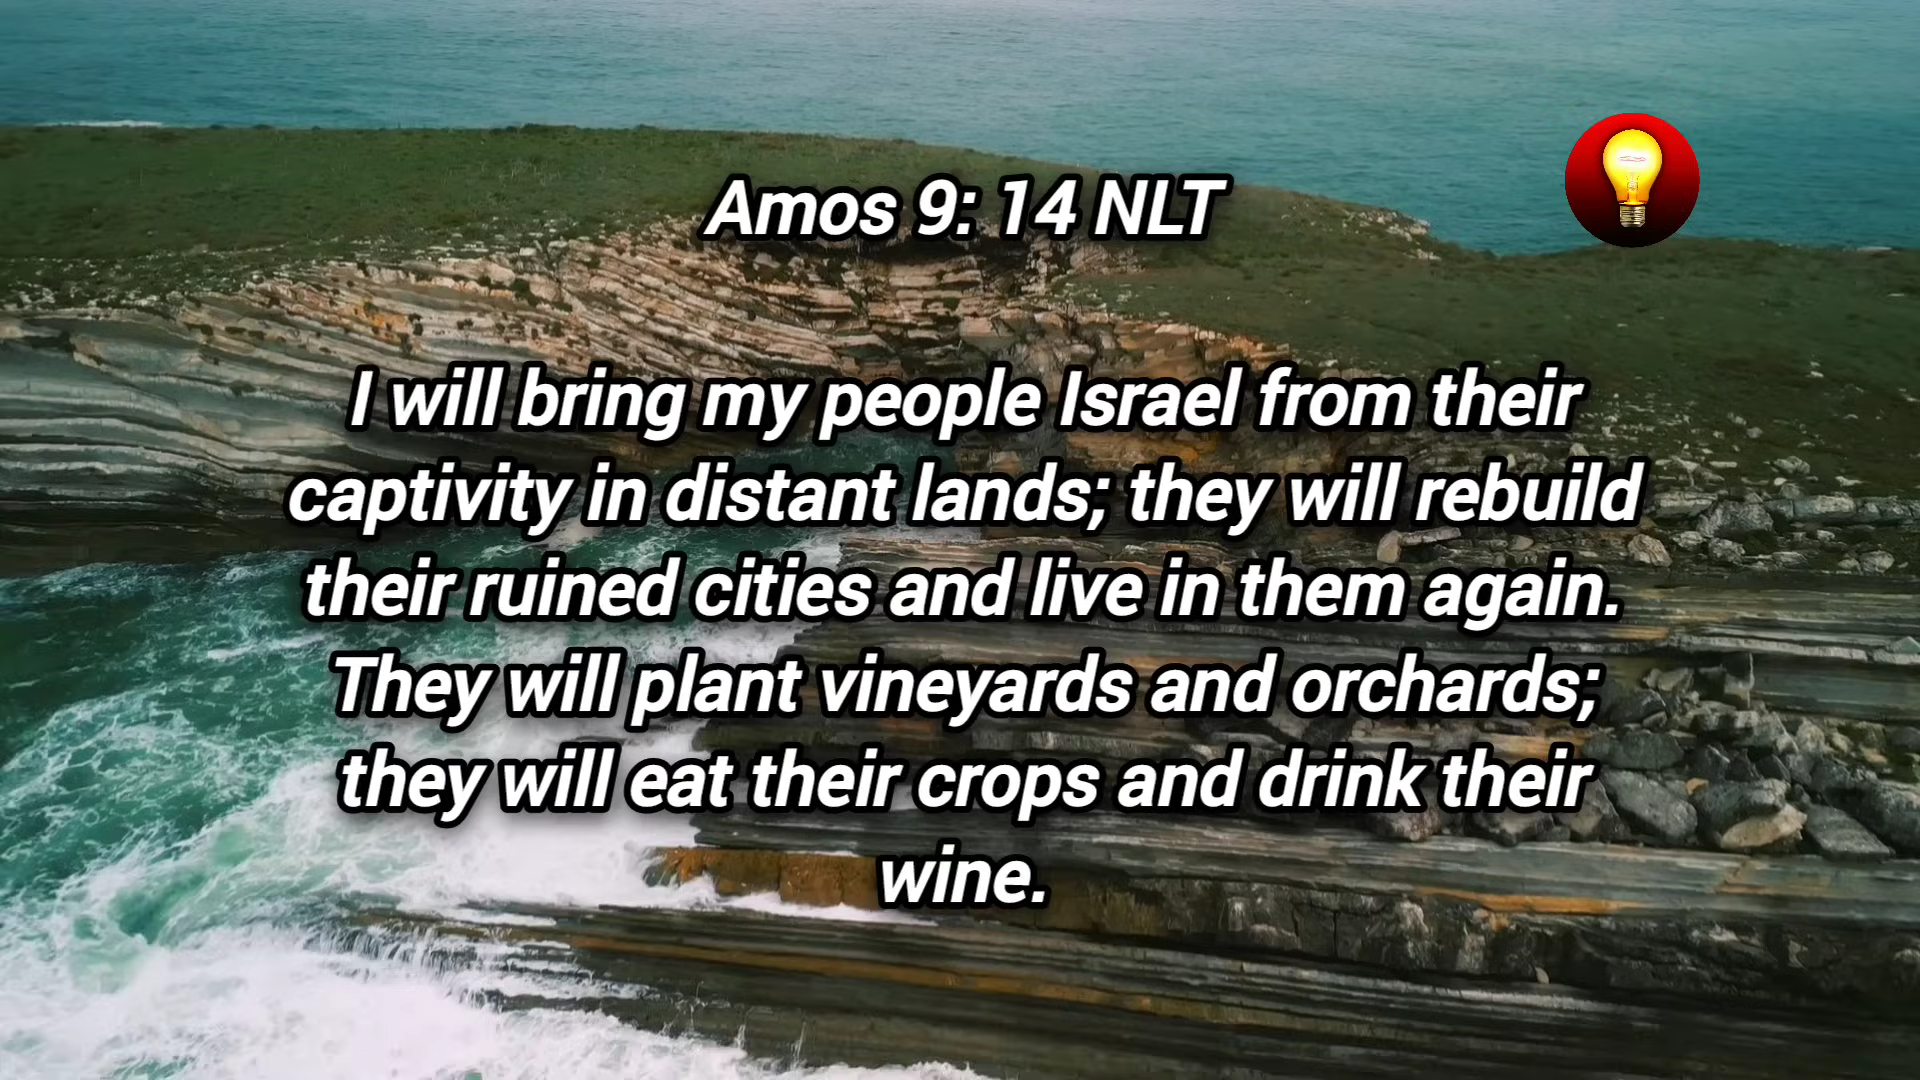 Amos 9: 14 NLT
I will bring my people Israel from their
captivity in distant lands; they will rebuild
their ruined cities and live in them again.
They will plant vineyards and orchards;
they will eat their crops and drink their
wine.